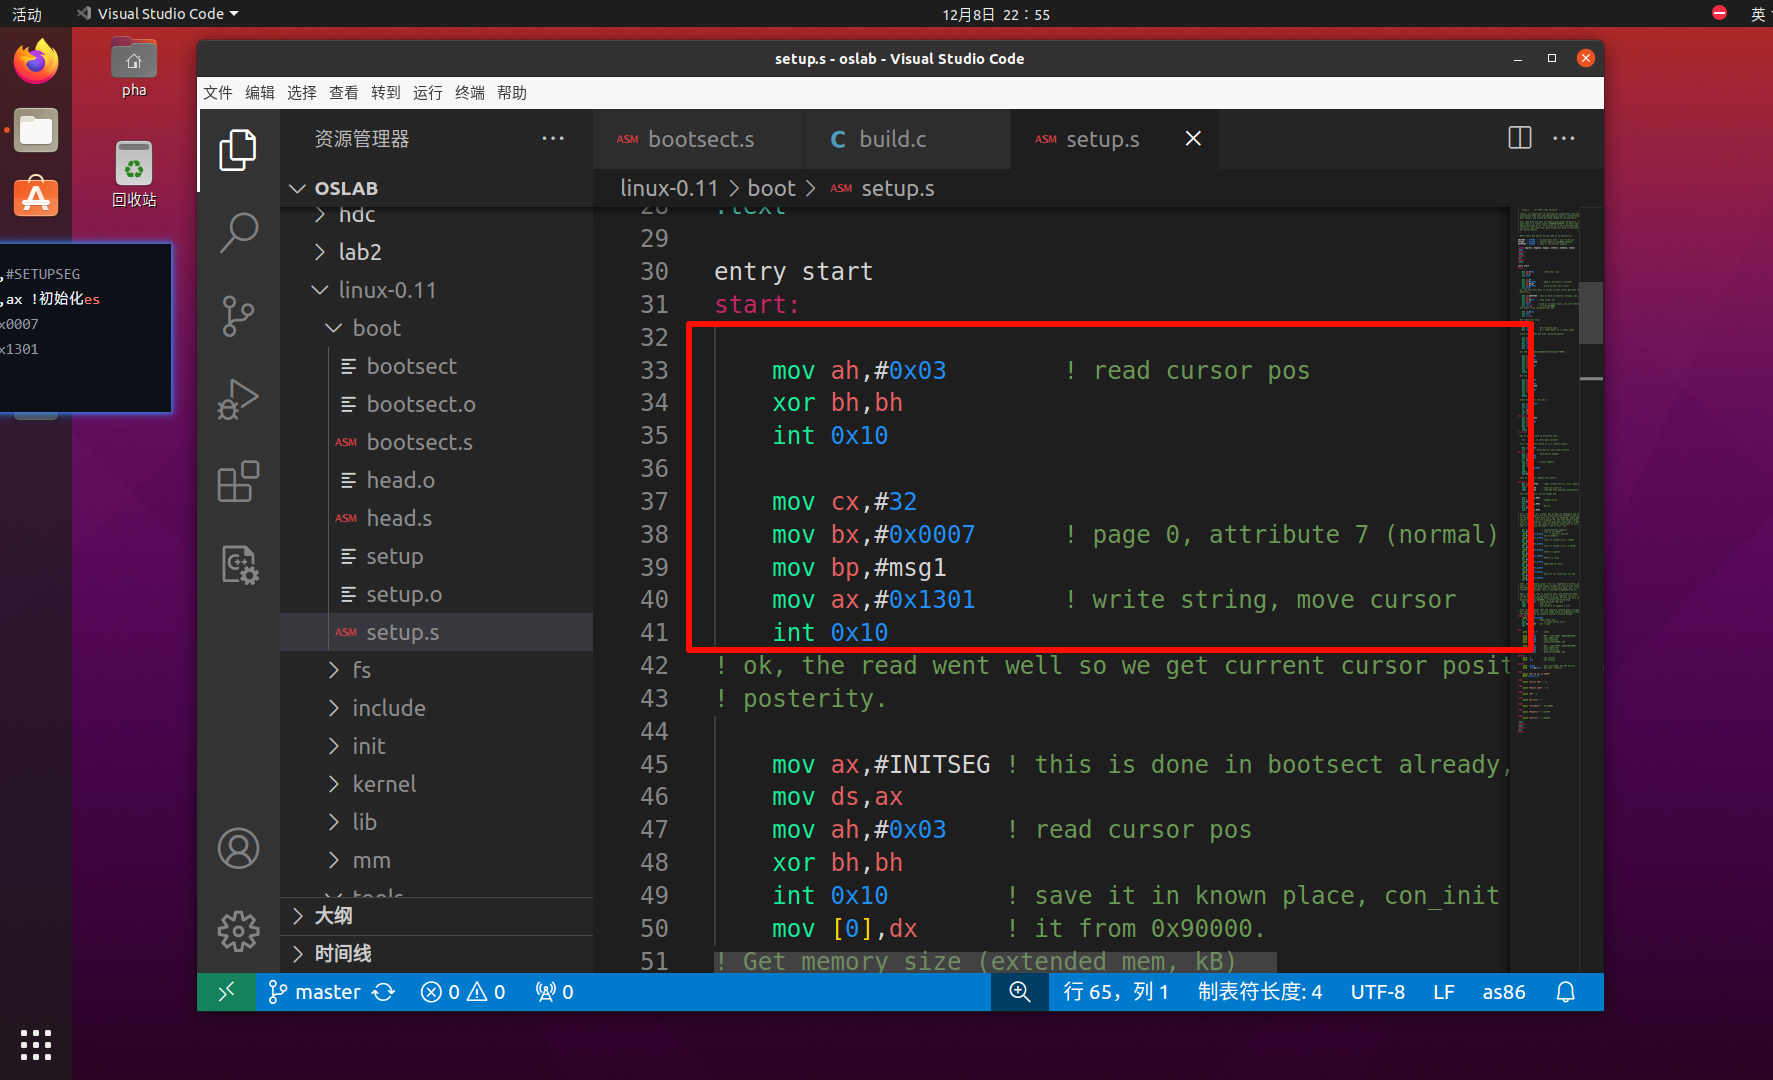 活动
Visual Studio Code
12月8日 22：55
英
pha
回收站
,#SETUPSEG
,ax !初始化es
x0007
x1301
setup.s - oslab - Visual Studio Code
文件 编辑 选择 查看 转到 运行 终端 帮助
资源管理器
OSLAB
hdc
lab2
linux-0.11
boot
bootsect
bootsect.o
ASM bootsect.s
head.o
ASM head.s
setup
setup.o
ASM setup.s
fs
include
init
kernel
lib
mm
tools
大纲
时间线
ASM bootsect.s
C build.c
ASM setup.s
linux-0.11 > boot > ASM setup.s
28 .text
29
30 entry start
31 start:
32
33 mov ah,#0x03 ! read cursor pos
34 xor bh,bh
35 int 0x10
36
37 mov cx,#32
38 mov bx,#0x0007 ! page 0, attribute 7 (normal)
39 mov bp,#msg1
40 mov ax,#0x1301 ! write string, move cursor
41 int 0x10
42 ! ok, the read went well so we get current cursor posit
43 ! posterity.
44
45 mov ax,#INITSEG ! this is done in bootsect already,
46 mov ds,ax
47 mov ah,#0x03 ! read cursor pos
48 xor bh,bh
49 int 0x10 ! save it in known place, con_init
50 mov [0],dx ! it from 0x90000.
51 ! Get memory size (extended mem, kB)
master 0 0 0
行 65，列 1 制表符长度: 4 UTF-8 LF as86